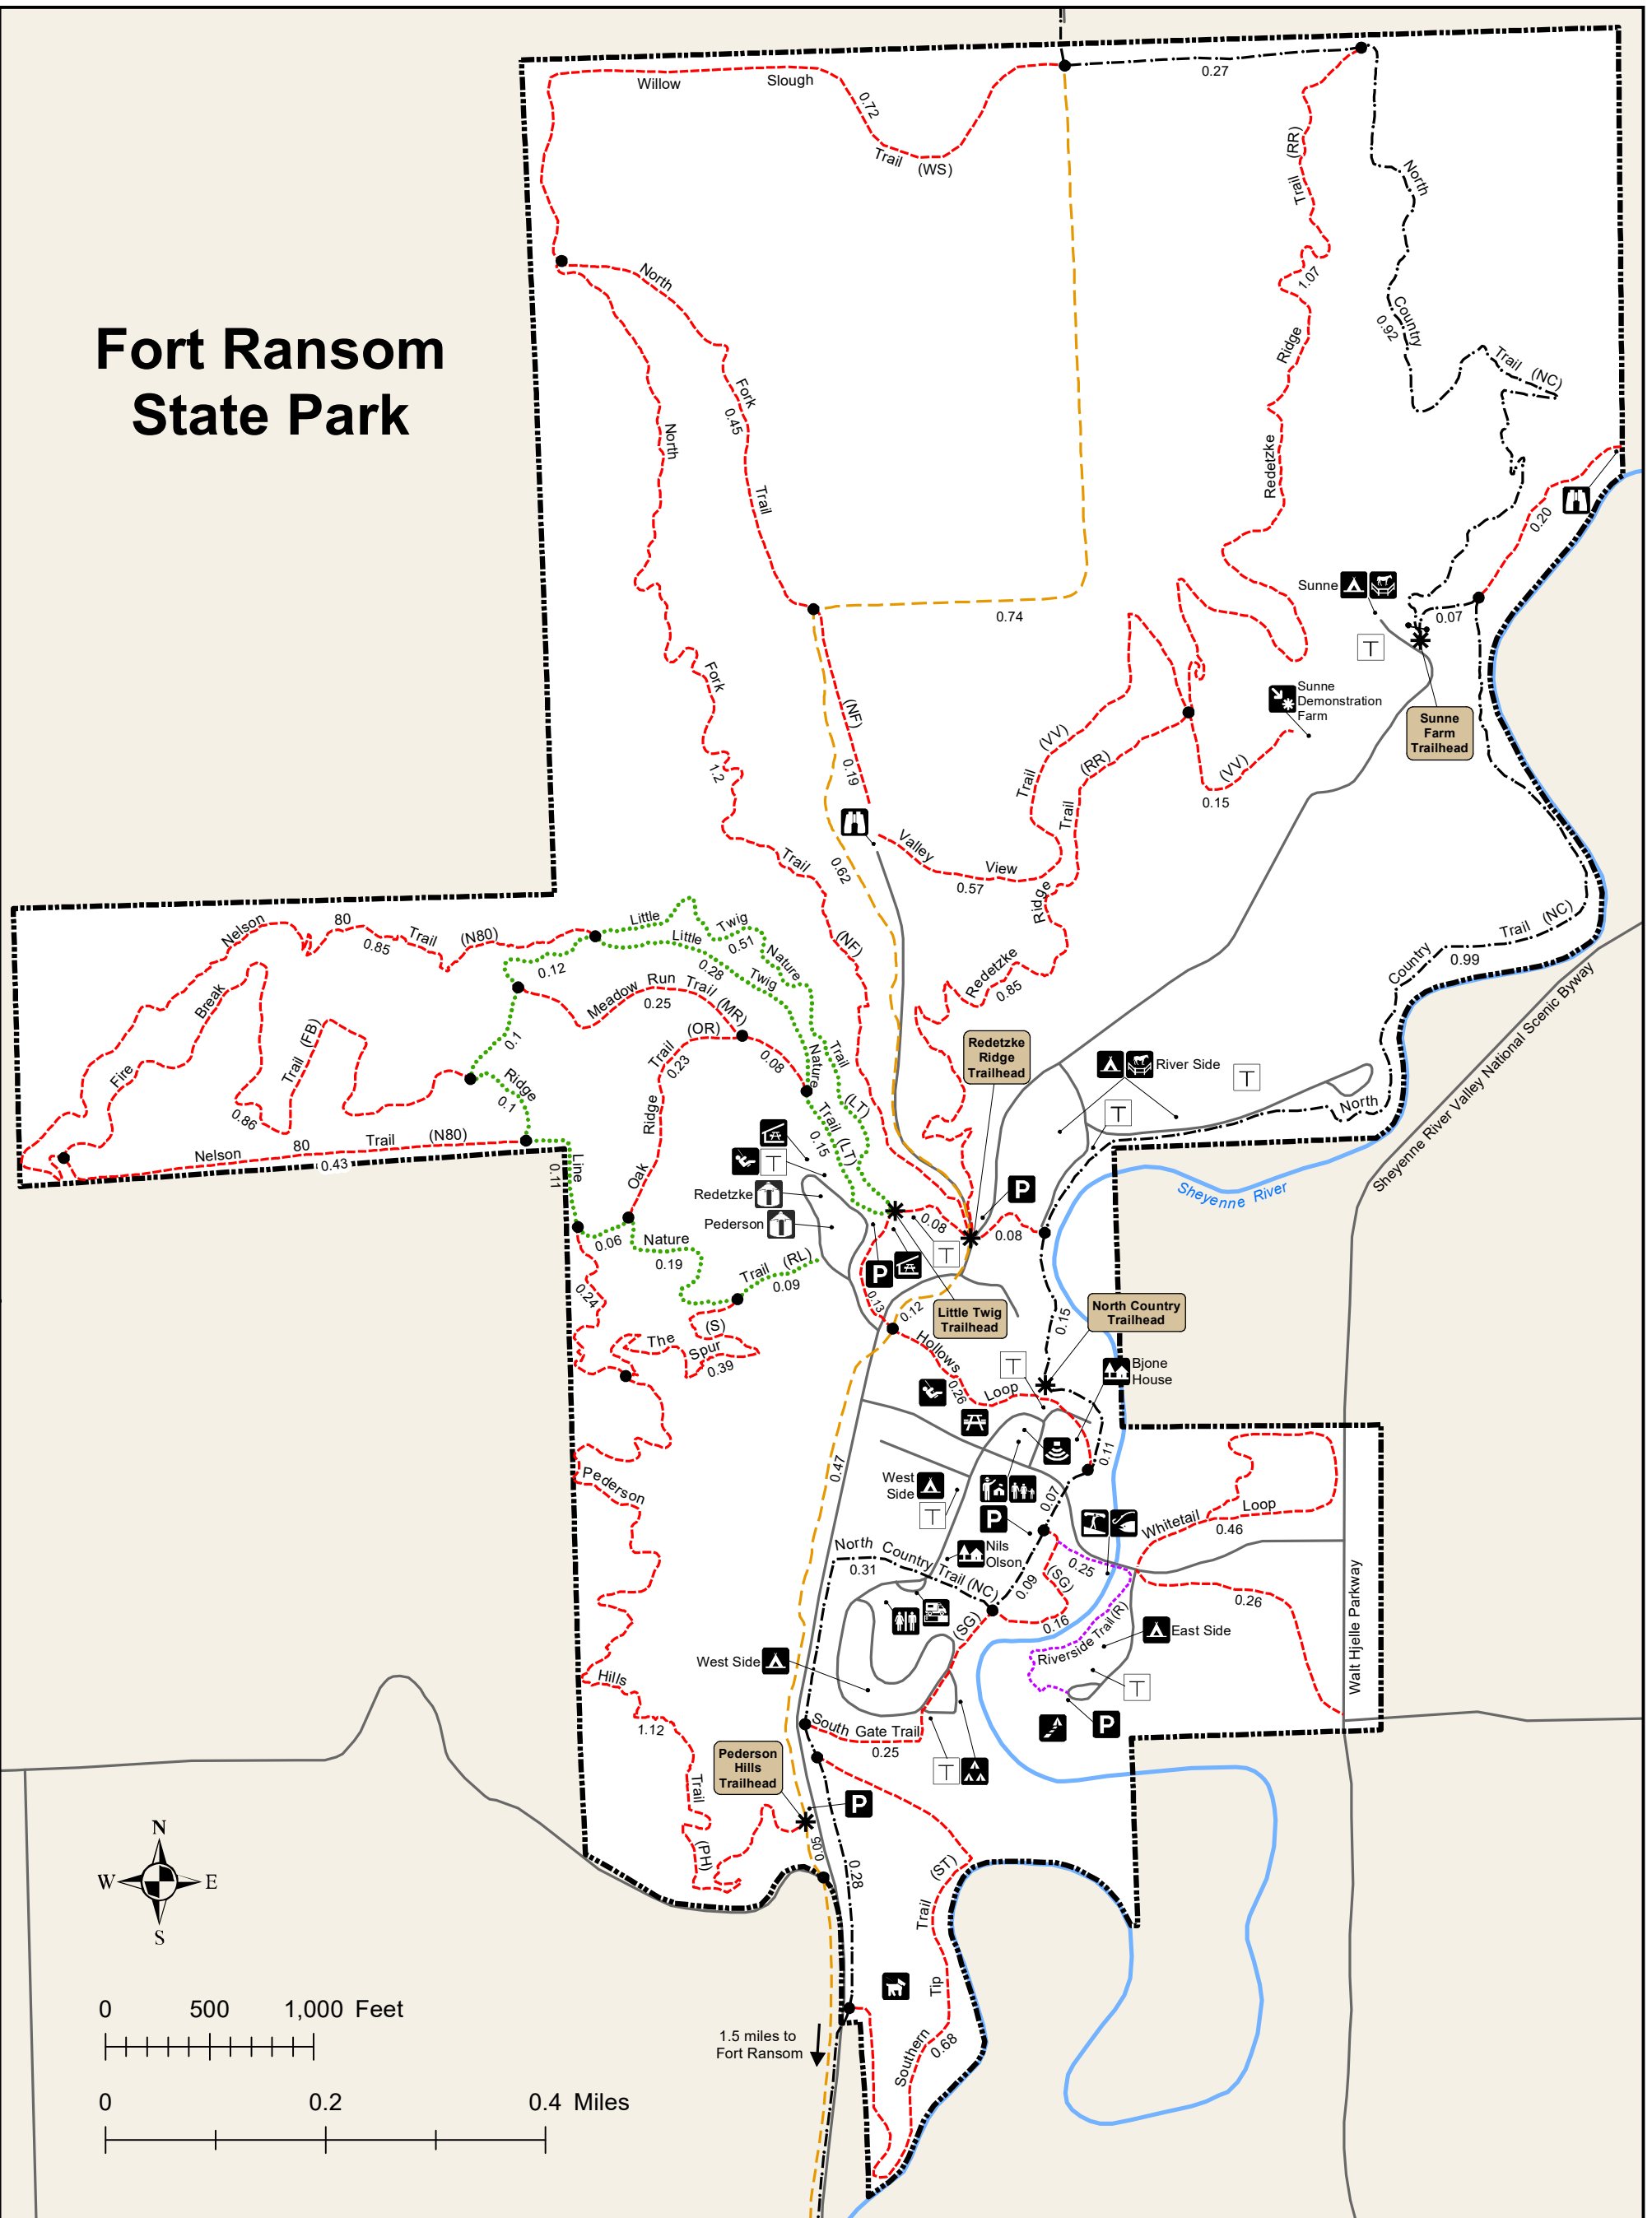 Fort Ransom
State Park
Willow
Slough
0.72
Trail (WS)
0.27
Trail (RR)
1.07
Ridge
Redetzke
North
Country
0.92
Trail (NC)
North
Fork
0.45
Trail
North
Fork
1.2
Trail
(NF)
0.74
(NF)
0.19
0.62
0.20
0.07
Sunne
Sunne
Demonstration
Farm
Sunne
Farm
Trailhead
Trail (VV)
Trail (RR)
(VV)
0.15
Valley
View
0.57
Ridge
Redetzke
0.85
Country
Trail (NC)
0.99
North
Sheyenne River Valley National Scenic Byway
Nelson
80
0.85
Trail
(N80)
Little
Twig
0.51
Nature
Trail
(LT)
Little
0.28
Twig
Nature
Trail (LT)
0.15
0.12
Meadow Run Trail (MR)
0.25
Fire
Break
Trail (FB)
0.86
0.1
Ridge
0.1
Trail (OR)
0.23
0.08
Ridge
Oak
Nelson
80
Trail
(N80)
0.43
Line
0.11
0.06
Nature
0.19
Trail (RL)
0.09
Redetzke
Ridge
Trailhead
River Side
T
T
T
Redetzke
Pederson
P
Sheyenne River
0.08
0.08
T
P
0.13
0.12
Little Twig
Trailhead
North Country
Trailhead
0.15
0.24
The
Spur
(S)
0.39
Hollows
0.26
Loop
T
Bjone
House
0.11
Pederson
0.47
West
Side
T
P
0.07
Whitetail
Loop
0.46
North
Country
Trail (NC)
0.31
Nils
Olson
0.09
(SG)
0.25
0.16
(SG)
0.26
Riverside Trail (R)
East Side
T
P
Walt Hjelle Parkway
West Side
Hills
1.12
Trail
(PH)
South Gate Trail
0.25
T
Pederson
Hills
Trailhead
P
0.05
0.28
(ST)
Trail
Tip
Southern
0.68
1.5 miles to
Fort Ransom
N
W E
S
0 500 1,000 Feet
0 0.2 0.4 Miles
T